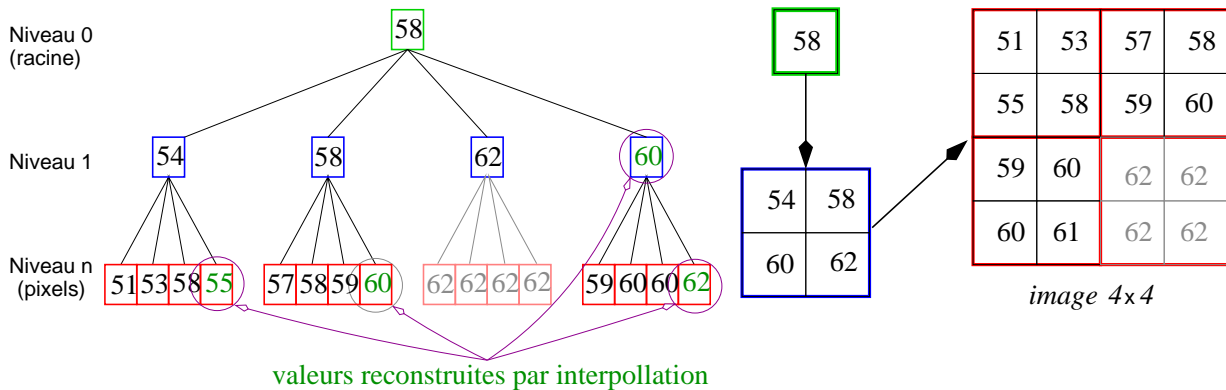 Niveau 0
(racine)
58
Niveau 1
54 58 62 60
Niveau n
(pixels)
51 53 58 55 57 58 59 60 62 62 62 62 59 60 60 62
valeurs reconstruites par interpollation
58
54 58
60 62
51 53 57 58
55 58 59 60
59 60 62 62
60 61 62 62
image 4x4